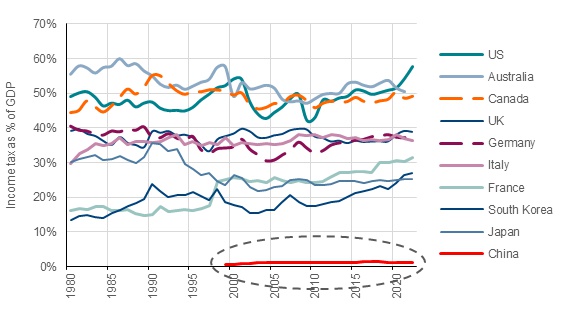 70%
60%
50%
40%
30%
20%
10%
0%
Income tax as % of GDP
1980
1985
1990
1995
2000
2005
2010
2015
2020
US
Australia
Canada
UK
Germany
Italy
France
South Korea
Japan
China